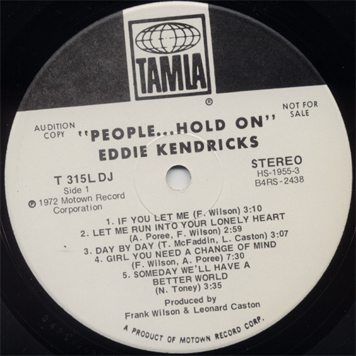 TAMLA
®
AUDITION
COPY
NOT FOR
SALE
"PEOPLE...HOLD ON"
EDDIE KENDRICKS
T 315L DJ
Side 1
℗ 1972 Motown Record
Corporation
STEREO
HS-1955-3
B4RS-2438
1. IF YOU LET ME (F. Wilson) 3:10
2. LET ME RUN INTO YOUR LONELY HEART
(A. Poree, F. Wilson) 2:59
3. DAY BY DAY (T. McFaddin, L. Caston) 3:07
4. GIRL YOU NEED A CHANGE OF MIND
(F. Wilson, A. Poree) 7:30
5. SOMEDAY WE'LL HAVE A
BETTER WORLD
(N. Toney) 3:35
Produced by
Frank Wilson & Leonard Caston
A PRODUCT OF MOTOWN RECORD CORP.